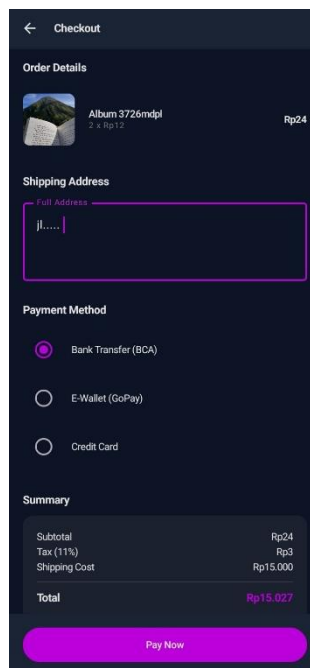 Checkout
Order Details
Album 3726mdpl
2 x Rp12
Rp24
Shipping Address
Full Address
jl.....
Payment Method
Bank Transfer (BCA)
E-Wallet (GoPay)
Credit Card
Summary
Subtotal Rp24
Tax (11%) Rp3
Shipping Cost Rp15.000
Total Rp15.027
Pay Now